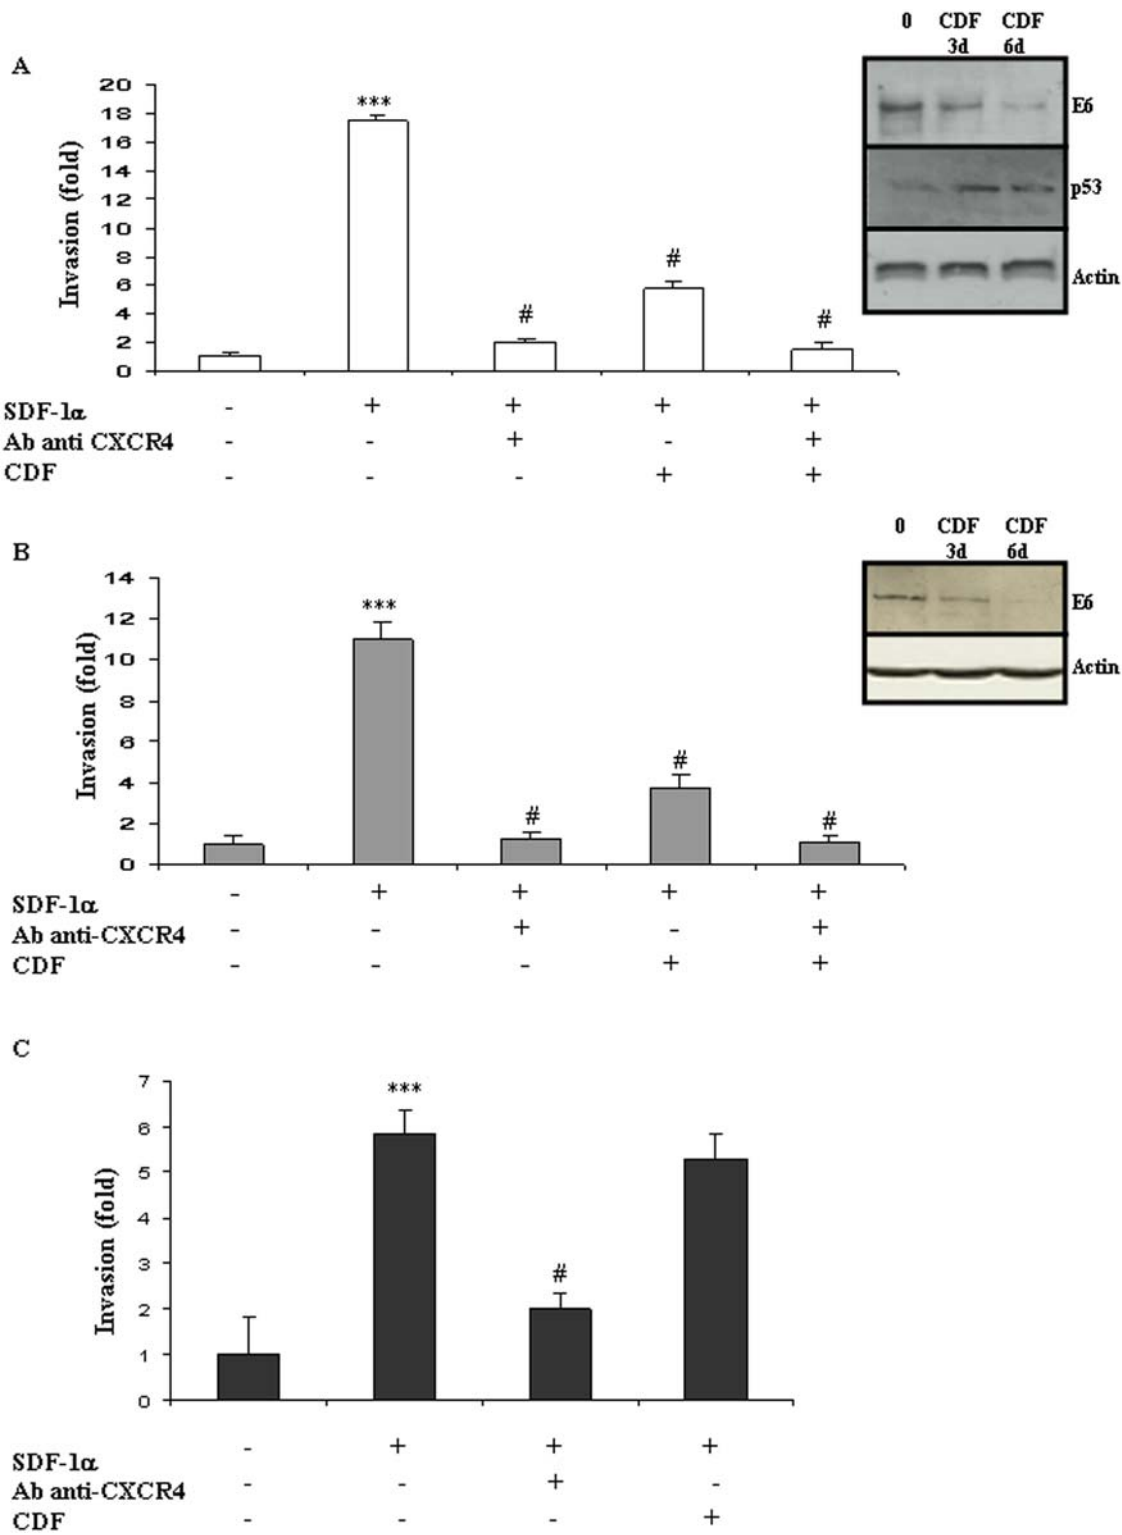 0 CDF CDF
3d 6d
A
E6
p53
Actin
Invasion (fold)
20
18
16
14
12
10
8
6
4
2
0
***
#
#
#
SDF-1α - + + + +
Ab anti CXCR4 - - + - +
CDF - - - + +
0 CDF CDF
3d 6d
B
E6
Actin
Invasion (fold)
14
12
10
8
6
4
2
0
***
#
#
#
SDF-1α - + + + +
Ab anti-CXCR4 - - + - +
CDF - - - + +
C
Invasion (fold)
7
6
5
4
3
2
1
0
***
#
SDF-1α - + + +
Ab anti-CXCR4 - - + -
CDF - - - +